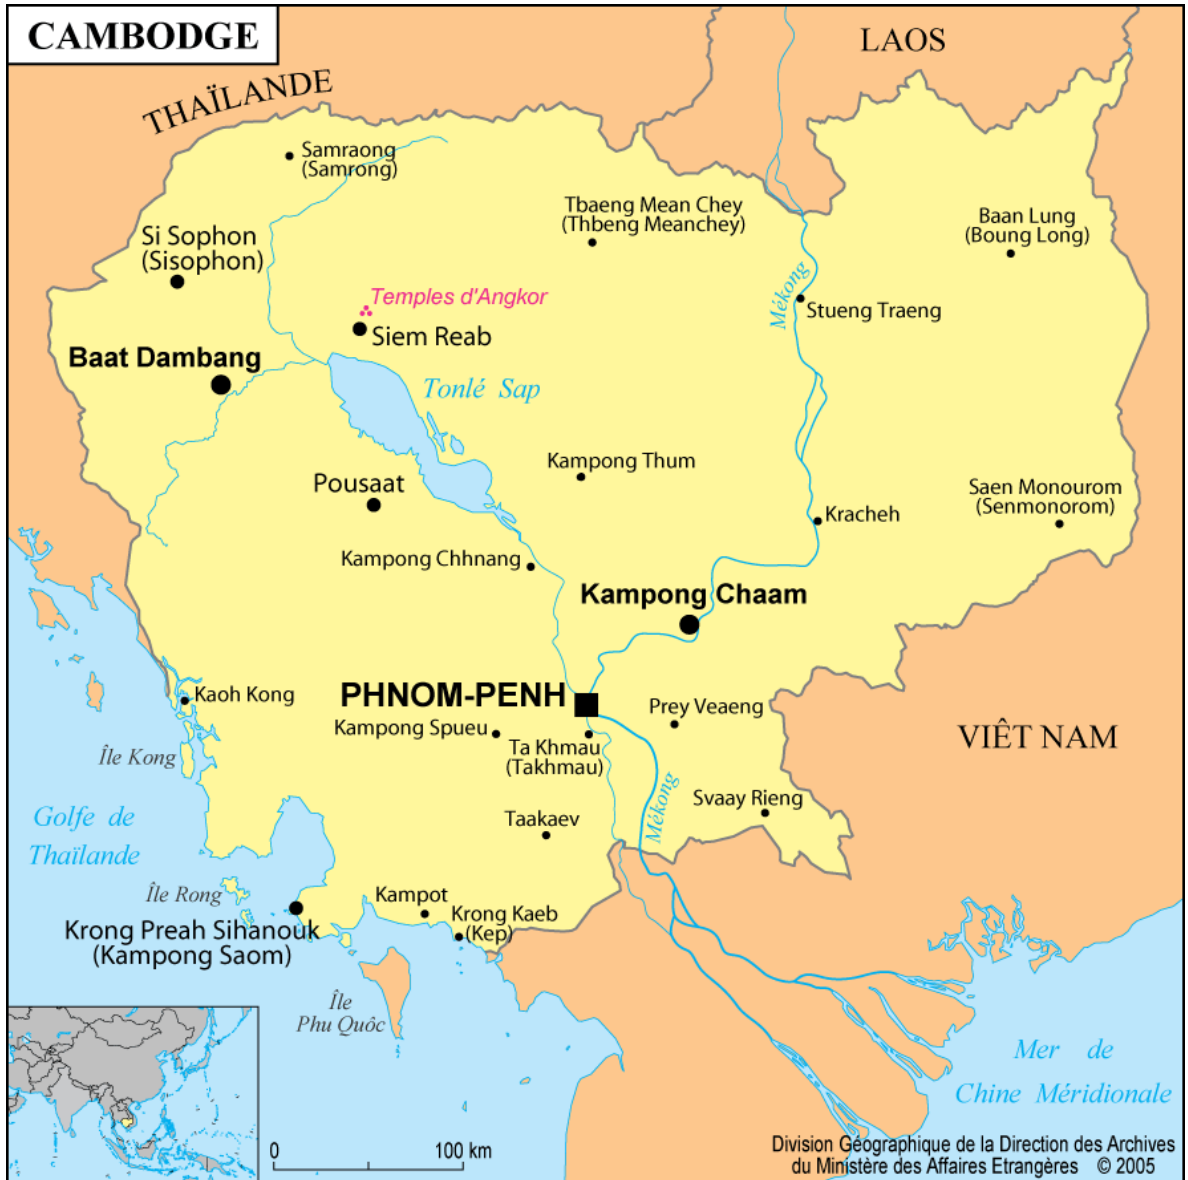 CAMBODGE
LAOS
THAÏLANDE
Samraong
(Samrong)
Tbaeng Mean Chey
(Thbeng Meanchey)
Baan Lung
(Boung Long)
Si Sophon
(Sisophon)
Mékong
Temples d'Angkor
Stueng Traeng
Siem Reab
Baat Dambang
Tonlé Sap
Kampong Thum
Pousaat
Saen Monourom
(Senmonorom)
Kracheh
Kampong Chhnang
Kampong Chaam
Kaoh Kong
PHNOM-PENH
Prey Veaeng
Kampong Spueu
Ta Khmau
(Takhmau)
VIÊT NAM
Île Kong
Mékong
Svaay Rieng
Golfe de
Thaïlande
Taakaev
Île Rong
Kampot
Krong Kaeb
(Kep)
Krong Preah Sihanouk
(Kampong Saom)
Île
Phu Quôc
Mer de
Chine Méridionale
0
100 km
Division Géographique de la Direction des Archives
du Ministère des Affaires Etrangères © 2005